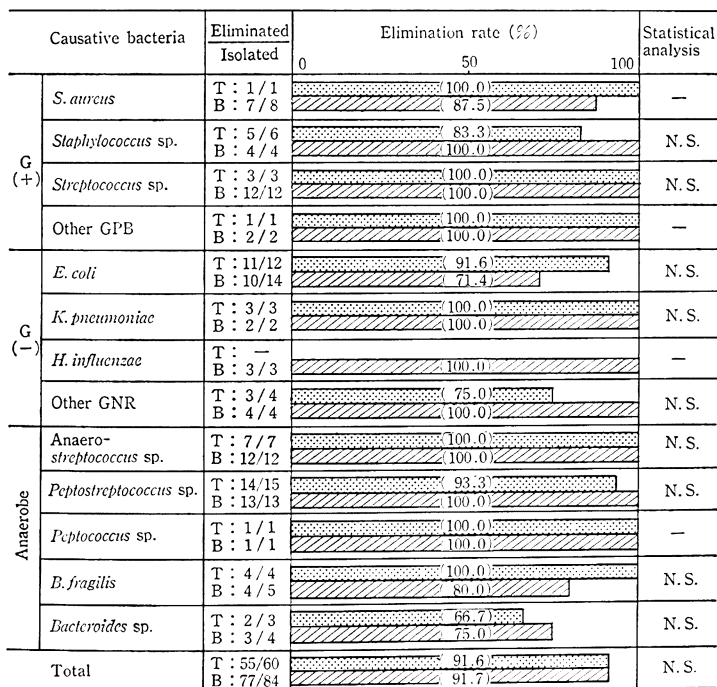 Causative bacteria Eliminated Elimination rate (%) Statistical
Isolated 0 50 100 analysis
G
(+)
S. aureus T : 1/1 (100.0) —
B : 7/8 ( 87.5)
Staphylococcus sp. T : 5/6 ( 83.3) N.S.
B : 4/4 (100.0)
Streptococcus sp. T : 3/3 (100.0) N.S.
B : 12/12 (100.0)
Other GPB T : 1/1 (100.0) —
B : 2/2 (100.0)
G
(−)
E. coli T : 11/12 ( 91.6) N.S.
B : 10/14 ( 71.4)
K. pneumoniae T : 3/3 (100.0) N.S.
B : 2/2 (100.0)
H. influenzae T : — —
B : 3/3 (100.0)
Other GNR T : 3/4 ( 75.0) N.S.
B : 4/4 (100.0)
Anaerobe
Anaero- T : 7/7 (100.0) N.S.
streptococcus sp. B : 12/12 (100.0)
Peptostreptococcus sp. T : 14/15 ( 93.3) N.S.
B : 13/13 (100.0)
Peptococcus sp. T : 1/1 (100.0) —
B : 1/1 (100.0)
B. fragilis T : 4/4 (100.0) N.S.
B : 4/5 ( 80.0)
Bacteroides sp. T : 2/3 ( 66.7) N.S.
B : 3/4 ( 75.0)
Total T : 55/60 ( 91.6) N.S.
B : 77/84 ( 91.7)